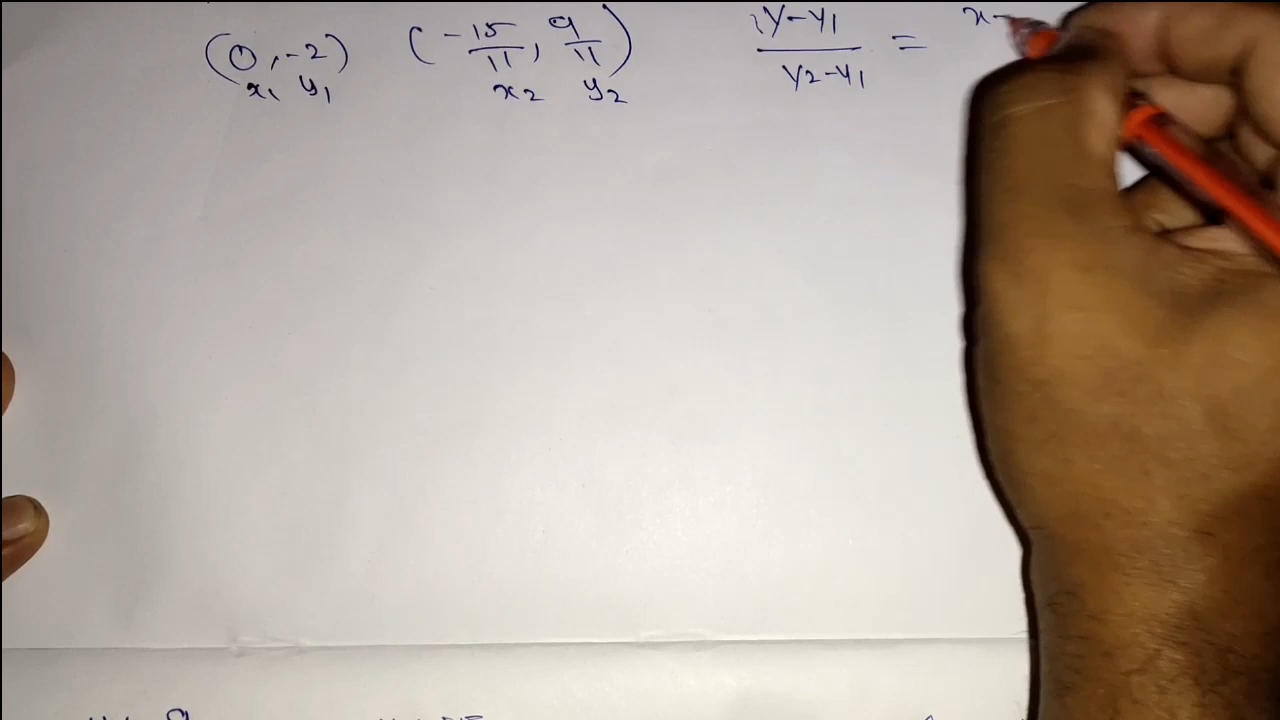 (0, -2) (-15/11, 9/11) y-y1/y2-y1 = x-
x1 y1 x2 y2